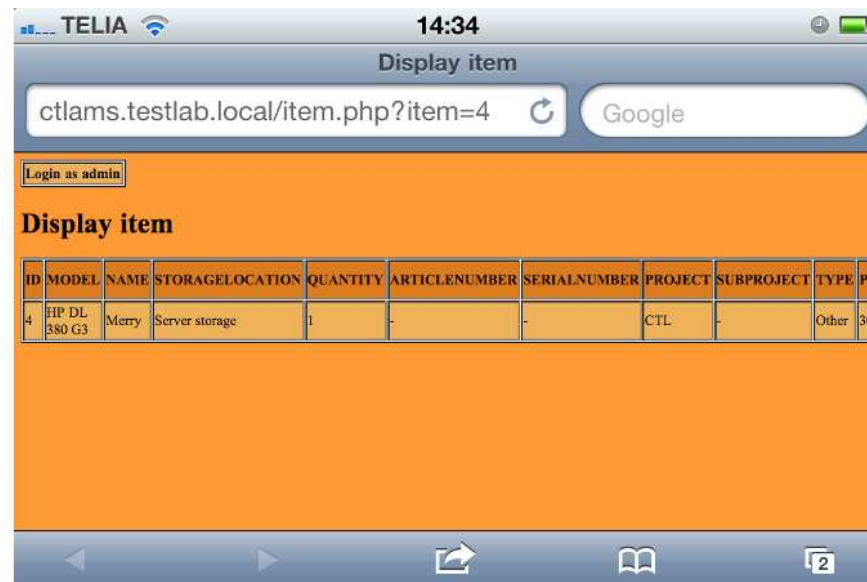 TELIA 14:34
Display item
ctlams.testlab.local/item.php?item=4 Google
Login as admin
Display item
ID MODEL NAME STORAGELOCATION QUANTITY ARTICLENUMBER SERIALNUMBER PROJECT SUBPROJECT TYPE P
4 HP DL 380 G3 Merry Server storage 1 - - CTL - Other 3
2